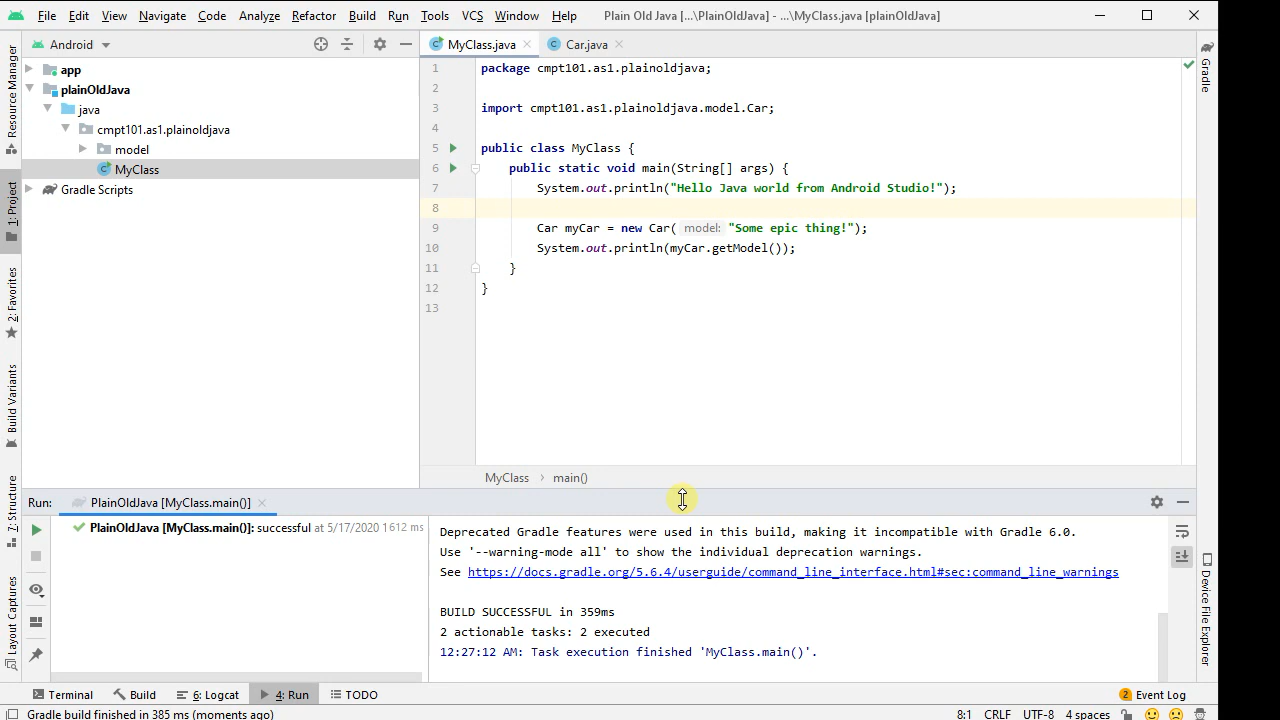 File Edit View Navigate Code Analyze Refactor Build Run Tools VCS Window Help Plain Old Java [...\PlainOldJava] - ...\MyClass.java [plainOldJava]
Android
MyClass.java
Car.java
Resource Manager
1: Project
2: Favorites
Build Variants
7: Structure
Layout Captures
app
plainOldJava
java
cmpt101.as1.plainoldjava
model
MyClass
Gradle Scripts
1 package cmpt101.as1.plainoldjava;
2
3 import cmpt101.as1.plainoldjava.model.Car;
4
5 public class MyClass {
6 public static void main(String[] args) {
7 System.out.println("Hello Java world from Android Studio!");
8
9 Car myCar = new Car( model: "Some epic thing!");
10 System.out.println(myCar.getModel());
11 }
12 }
13
MyClass › main()
Gradle
Device File Explorer
Run: PlainOldJava [MyClass.main()]
PlainOldJava [MyClass.main()]: successful at 5/17/2020 1 612 ms
Deprecated Gradle features were used in this build, making it incompatible with Gradle 6.0.
Use '--warning-mode all' to show the individual deprecation warnings.
See https://docs.gradle.org/5.6.4/userguide/command_line_interface.html#sec:command_line_warnings
BUILD SUCCESSFUL in 359ms
2 actionable tasks: 2 executed
12:27:12 AM: Task execution finished 'MyClass.main()'.
Terminal Build 6: Logcat 4: Run TODO 2 Event Log
Gradle build finished in 385 ms (moments ago) 8:1 CRLF UTF-8 4 spaces